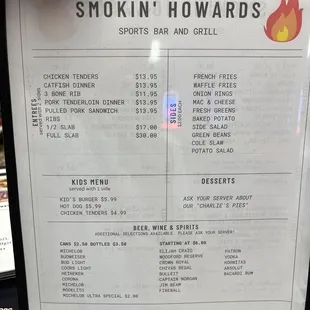 SMOKIN' HOWARDS
SPORTS BAR AND GRILL
ENTREES
CHICKEN TENDERS $13.95
CATFISH DINNER $13.95
3 BONE RIB $11.95
PORK TENDERLOIN DINNER $13.95
PULLED PORK SANDWICH $13.95
RIBS
1/2 SLAB $17.00
FULL SLAB $30.00
SIDES
FRENCH FRIES
WAFFLE FRIES
ONION RINGS
MAC & CHEESE
FRESH GREENS
BAKED POTATO
SIDE SALAD
GREEN BEANS
COLE SLAW
POTATO SALAD
KIDS MENU
served with 1 side
KID'S BURGER $5.99
HOT DOG $5.99
CHICKEN TENDERS $4.99
DESSERTS
ASK YOUR SERVER ABOUT
OUR "CHARLIE'S PIES"
BEER, WINE & SPIRITS
ADDITIONAL SELECTIONS AVAILABLE. PLEASE ASK YOUR SERVER!
CANS $2.50 BOTTLES $3.50
MICHELOB
BUDWEISER
BUD LIGHT
COORS LIGHT
HEINEKEN
CORONA
MICHELOB
MODELO
MICHELOB ULTRA SPECIAL $2.00
STARTING AT $6.00
ELIJAH CRAIG
WOODFORD RESERVE
CROWN ROYAL
CHIVAS REGAL
BULLEIT
CAPTAIN MORGAN
JIM BEAM
FIREBALL
PATRON
VODKA
HORNITAS
ABSOLUT
BACARDI RUM